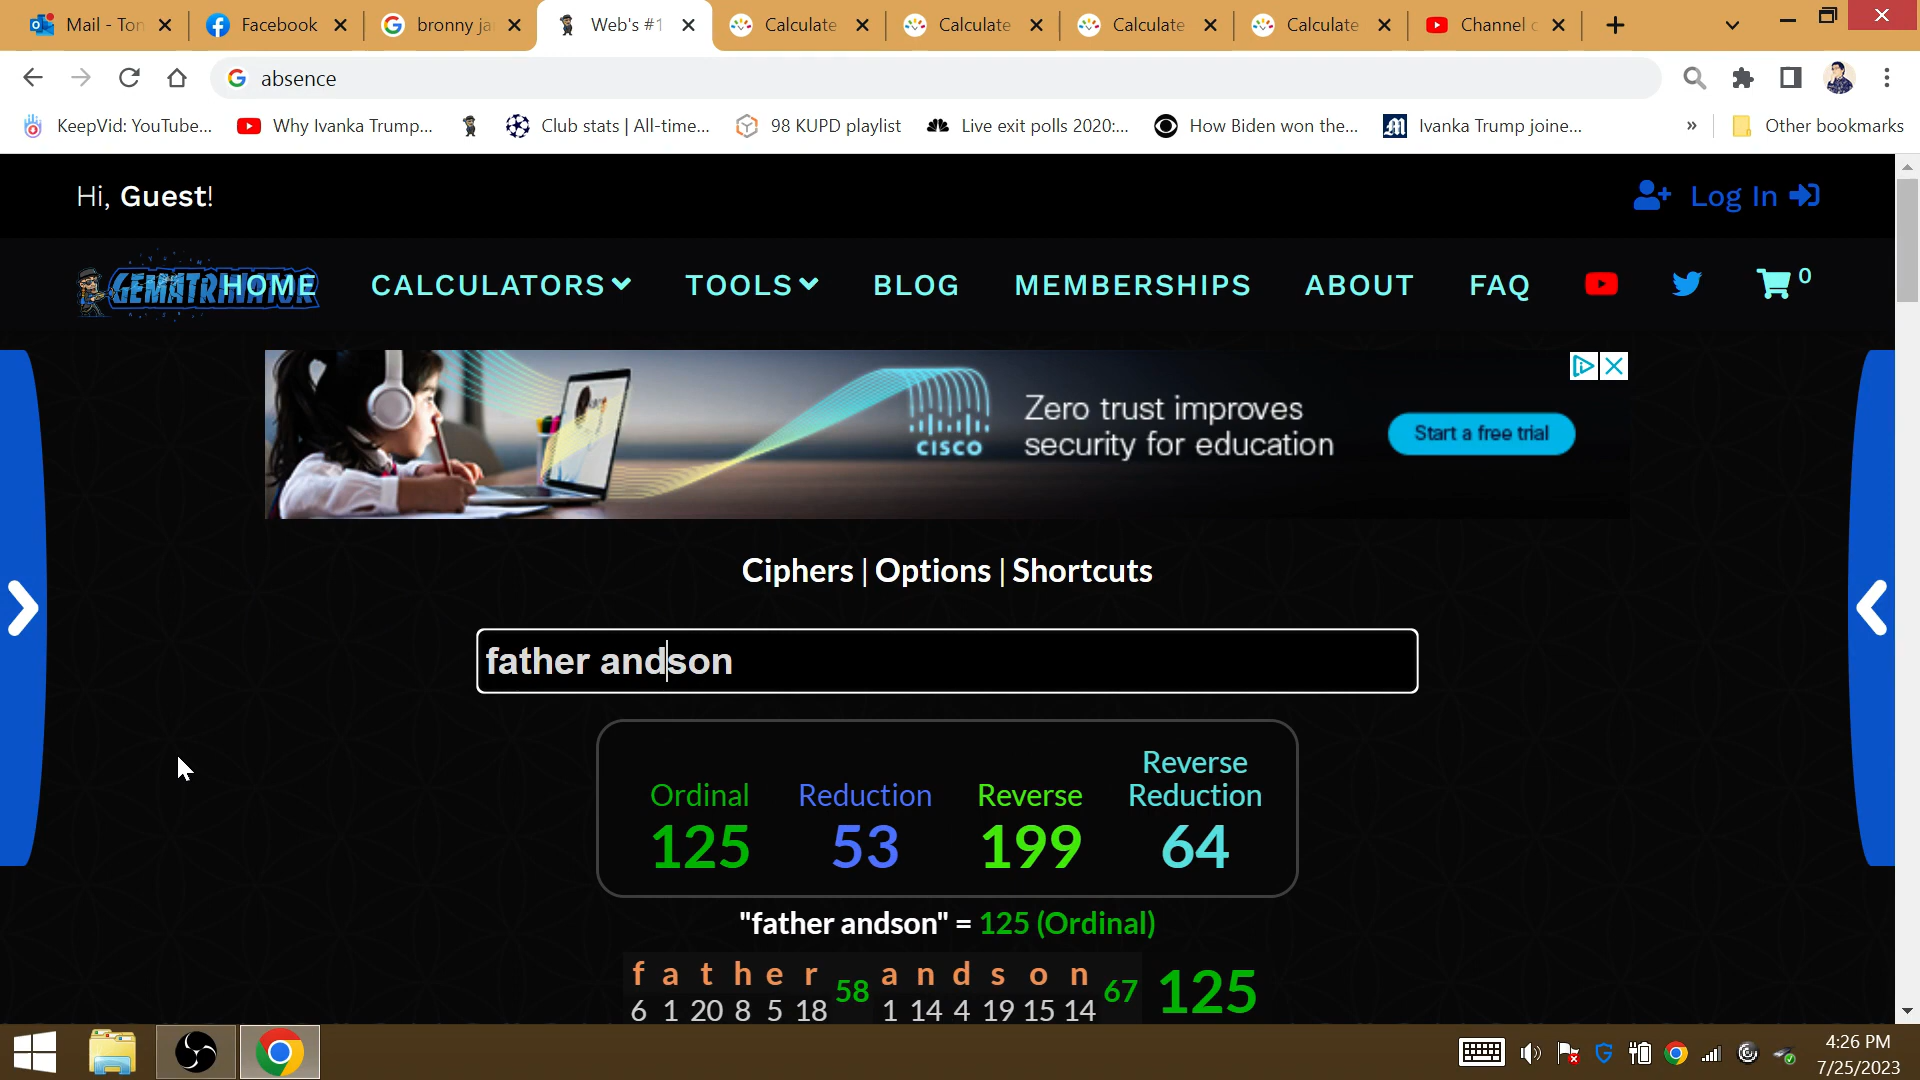 Mail - Ton
Facebook
bronny ja
Web's #1
Calculate
Calculate
Calculate
Calculate
Channel c
absence
KeepVid: YouTube...
Why Ivanka Trump...
Club stats | All-time...
98 KUPD playlist
Live exit polls 2020:...
How Biden won the...
Ivanka Trump joine...
»
Other bookmarks
Hi, Guest!
Log In
GEMATRINATOR
HOME
CALCULATORS
TOOLS
BLOG
MEMBERSHIPS
ABOUT
FAQ
0
CISCO
Zero trust improves
security for education
Start a free trial
Ciphers | Options | Shortcuts
father andson
Ordinal
125
Reduction
53
Reverse
199
Reverse
Reduction
64
"father andson" = 125 (Ordinal)
f a t h e r 58 a n d s o n 67 125
6 1 20 8 5 18 1 14 4 19 15 14
4:26 PM
7/25/2023